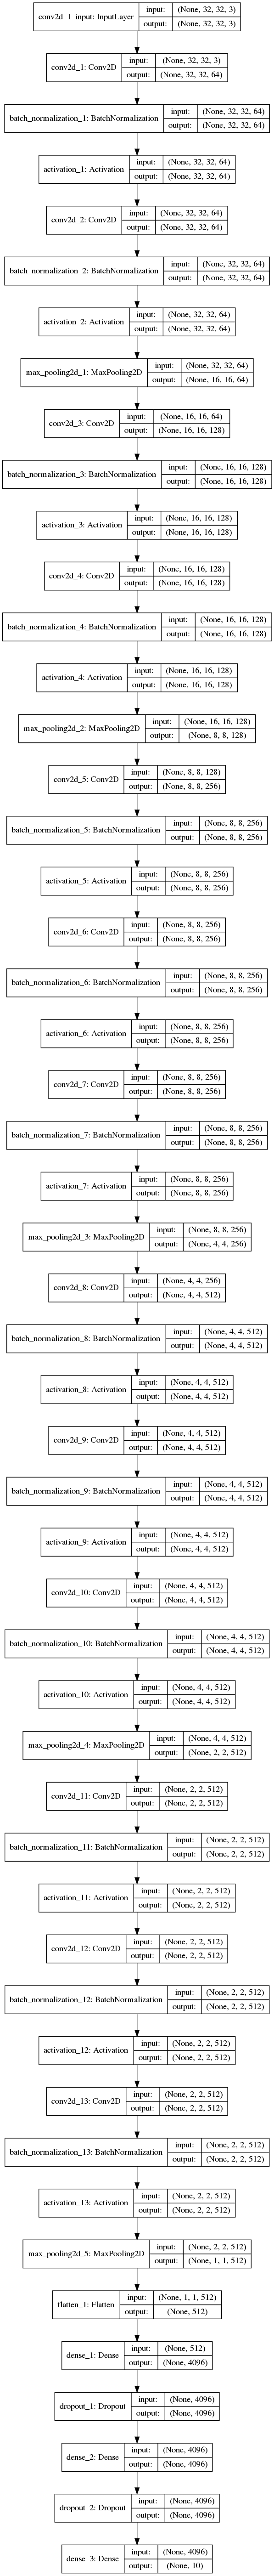 conv2d_1_input: InputLayer input: (None, 32, 32, 3)
output: (None, 32, 32, 3)
conv2d_1: Conv2D input: (None, 32, 32, 3)
output: (None, 32, 32, 64)
batch_normalization_1: BatchNormalization input: (None, 32, 32, 64)
output: (None, 32, 32, 64)
activation_1: Activation input: (None, 32, 32, 64)
output: (None, 32, 32, 64)
conv2d_2: Conv2D input: (None, 32, 32, 64)
output: (None, 32, 32, 64)
batch_normalization_2: BatchNormalization input: (None, 32, 32, 64)
output: (None, 32, 32, 64)
activation_2: Activation input: (None, 32, 32, 64)
output: (None, 32, 32, 64)
max_pooling2d_1: MaxPooling2D input: (None, 32, 32, 64)
output: (None, 16, 16, 64)
conv2d_3: Conv2D input: (None, 16, 16, 64)
output: (None, 16, 16, 128)
batch_normalization_3: BatchNormalization input: (None, 16, 16, 128)
output: (None, 16, 16, 128)
activation_3: Activation input: (None, 16, 16, 128)
output: (None, 16, 16, 128)
conv2d_4: Conv2D input: (None, 16, 16, 128)
output: (None, 16, 16, 128)
batch_normalization_4: BatchNormalization input: (None, 16, 16, 128)
output: (None, 16, 16, 128)
activation_4: Activation input: (None, 16, 16, 128)
output: (None, 16, 16, 128)
max_pooling2d_2: MaxPooling2D input: (None, 16, 16, 128)
output: (None, 8, 8, 128)
conv2d_5: Conv2D input: (None, 8, 8, 128)
output: (None, 8, 8, 256)
batch_normalization_5: BatchNormalization input: (None, 8, 8, 256)
output: (None, 8, 8, 256)
activation_5: Activation input: (None, 8, 8, 256)
output: (None, 8, 8, 256)
conv2d_6: Conv2D input: (None, 8, 8, 256)
output: (None, 8, 8, 256)
batch_normalization_6: BatchNormalization input: (None, 8, 8, 256)
output: (None, 8, 8, 256)
activation_6: Activation input: (None, 8, 8, 256)
output: (None, 8, 8, 256)
conv2d_7: Conv2D input: (None, 8, 8, 256)
output: (None, 8, 8, 256)
batch_normalization_7: BatchNormalization input: (None, 8, 8, 256)
output: (None, 8, 8, 256)
activation_7: Activation input: (None, 8, 8, 256)
output: (None, 8, 8, 256)
max_pooling2d_3: MaxPooling2D input: (None, 8, 8, 256)
output: (None, 4, 4, 256)
conv2d_8: Conv2D input: (None, 4, 4, 256)
output: (None, 4, 4, 512)
batch_normalization_8: BatchNormalization input: (None, 4, 4, 512)
output: (None, 4, 4, 512)
activation_8: Activation input: (None, 4, 4, 512)
output: (None, 4, 4, 512)
conv2d_9: Conv2D input: (None, 4, 4, 512)
output: (None, 4, 4, 512)
batch_normalization_9: BatchNormalization input: (None, 4, 4, 512)
output: (None, 4, 4, 512)
activation_9: Activation input: (None, 4, 4, 512)
output: (None, 4, 4, 512)
conv2d_10: Conv2D input: (None, 4, 4, 512)
output: (None, 4, 4, 512)
batch_normalization_10: BatchNormalization input: (None, 4, 4, 512)
output: (None, 4, 4, 512)
activation_10: Activation input: (None, 4, 4, 512)
output: (None, 4, 4, 512)
max_pooling2d_4: MaxPooling2D input: (None, 4, 4, 512)
output: (None, 2, 2, 512)
conv2d_11: Conv2D input: (None, 2, 2, 512)
output: (None, 2, 2, 512)
batch_normalization_11: BatchNormalization input: (None, 2, 2, 512)
output: (None, 2, 2, 512)
activation_11: Activation input: (None, 2, 2, 512)
output: (None, 2, 2, 512)
conv2d_12: Conv2D input: (None, 2, 2, 512)
output: (None, 2, 2, 512)
batch_normalization_12: BatchNormalization input: (None, 2, 2, 512)
output: (None, 2, 2, 512)
activation_12: Activation input: (None, 2, 2, 512)
output: (None, 2, 2, 512)
conv2d_13: Conv2D input: (None, 2, 2, 512)
output: (None, 2, 2, 512)
batch_normalization_13: BatchNormalization input: (None, 2, 2, 512)
output: (None, 2, 2, 512)
activation_13: Activation input: (None, 2, 2, 512)
output: (None, 2, 2, 512)
max_pooling2d_5: MaxPooling2D input: (None, 2, 2, 512)
output: (None, 1, 1, 512)
flatten_1: Flatten input: (None, 1, 1, 512)
output: (None, 512)
dense_1: Dense input: (None, 512)
output: (None, 4096)
dropout_1: Dropout input: (None, 4096)
output: (None, 4096)
dense_2: Dense input: (None, 4096)
output: (None, 4096)
dropout_2: Dropout input: (None, 4096)
output: (None, 4096)
dense_3: Dense input: (None, 4096)
output: (None, 10)